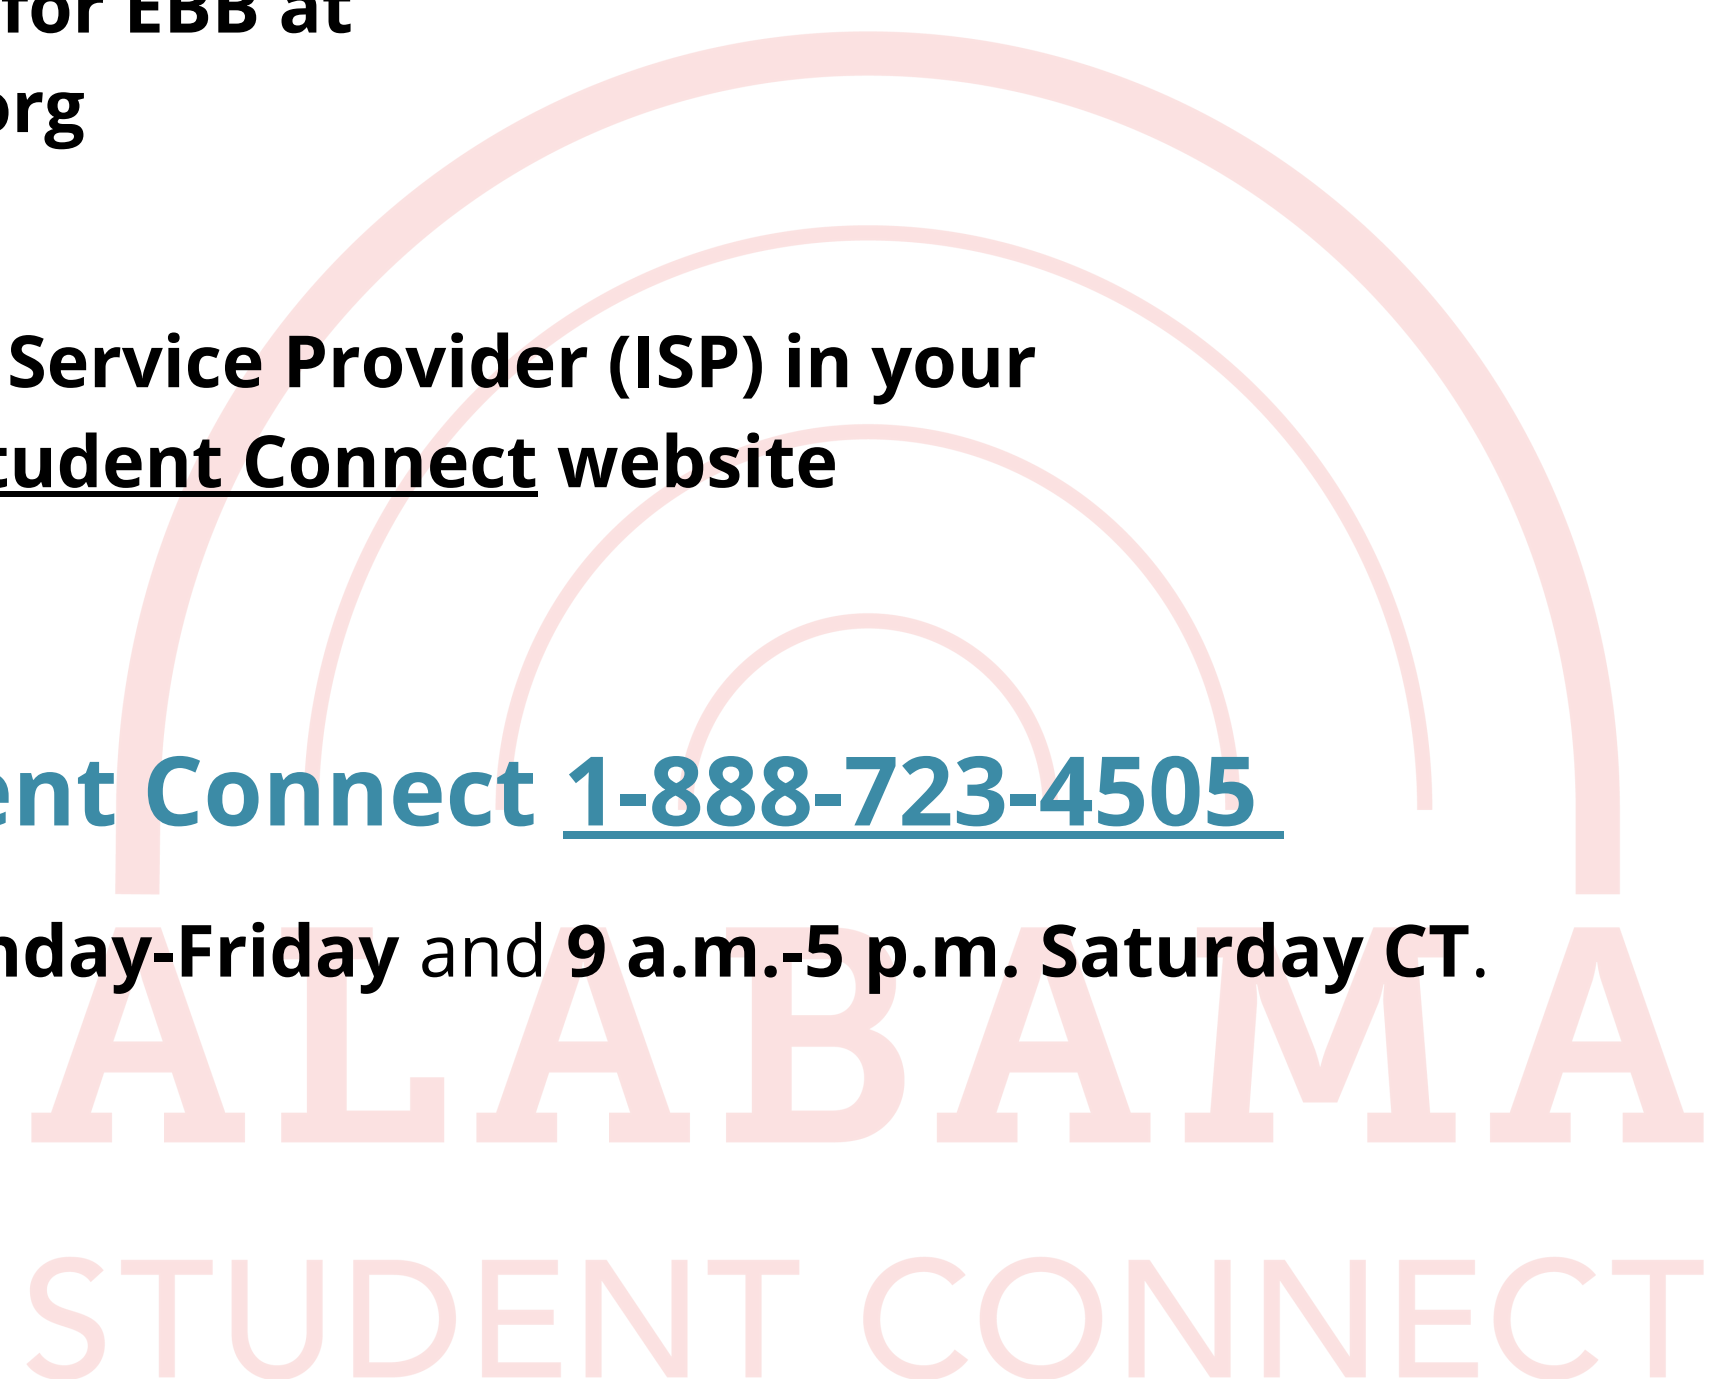 for EBB at
org
Service Provider (ISP) in your
tudent Connect website
ent Connect 1-888-723-4505
nday-Friday and 9 a.m.-5 p.m. Saturday CT.
ALABAMA
STUDENT CONNECT